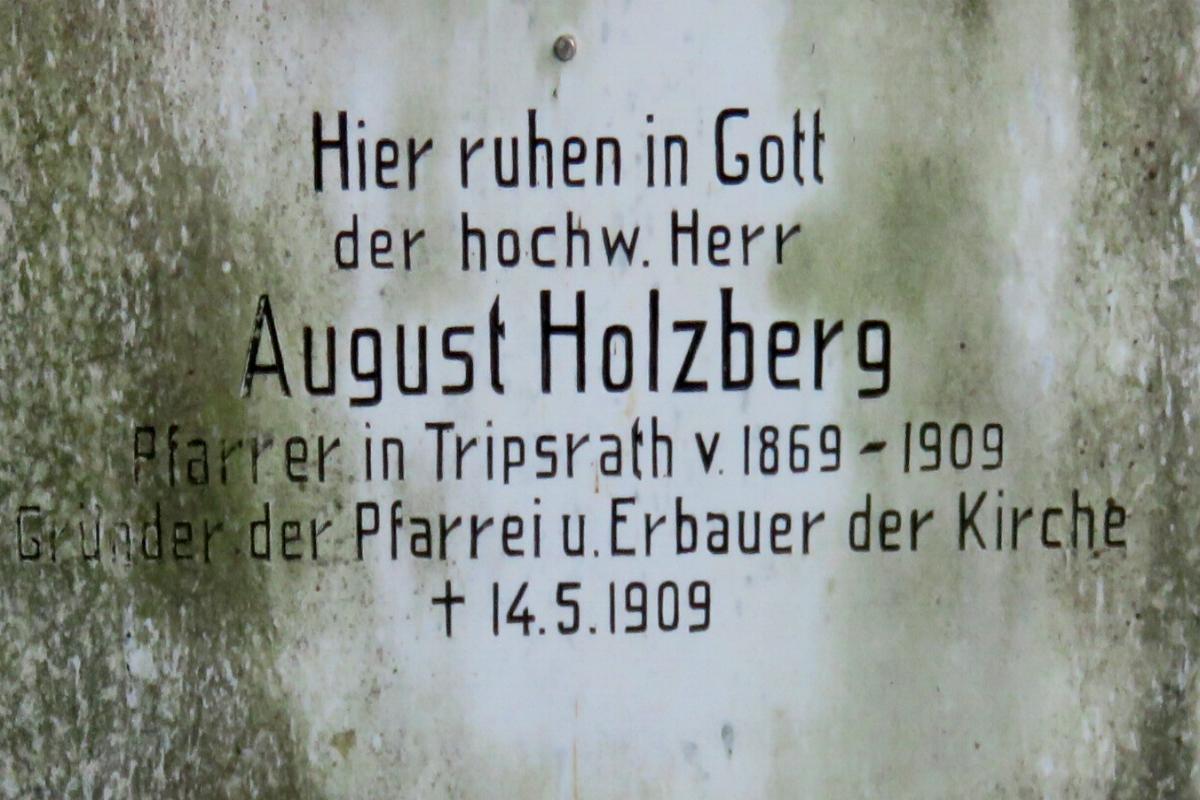 Hier ruhen in Gott
der hochw. Herr
August Holzberg
Pfarrer in Tripsrath v. 1869 - 1909
Gründer der Pfarrei u. Erbauer der Kirche
† 14.5.1909